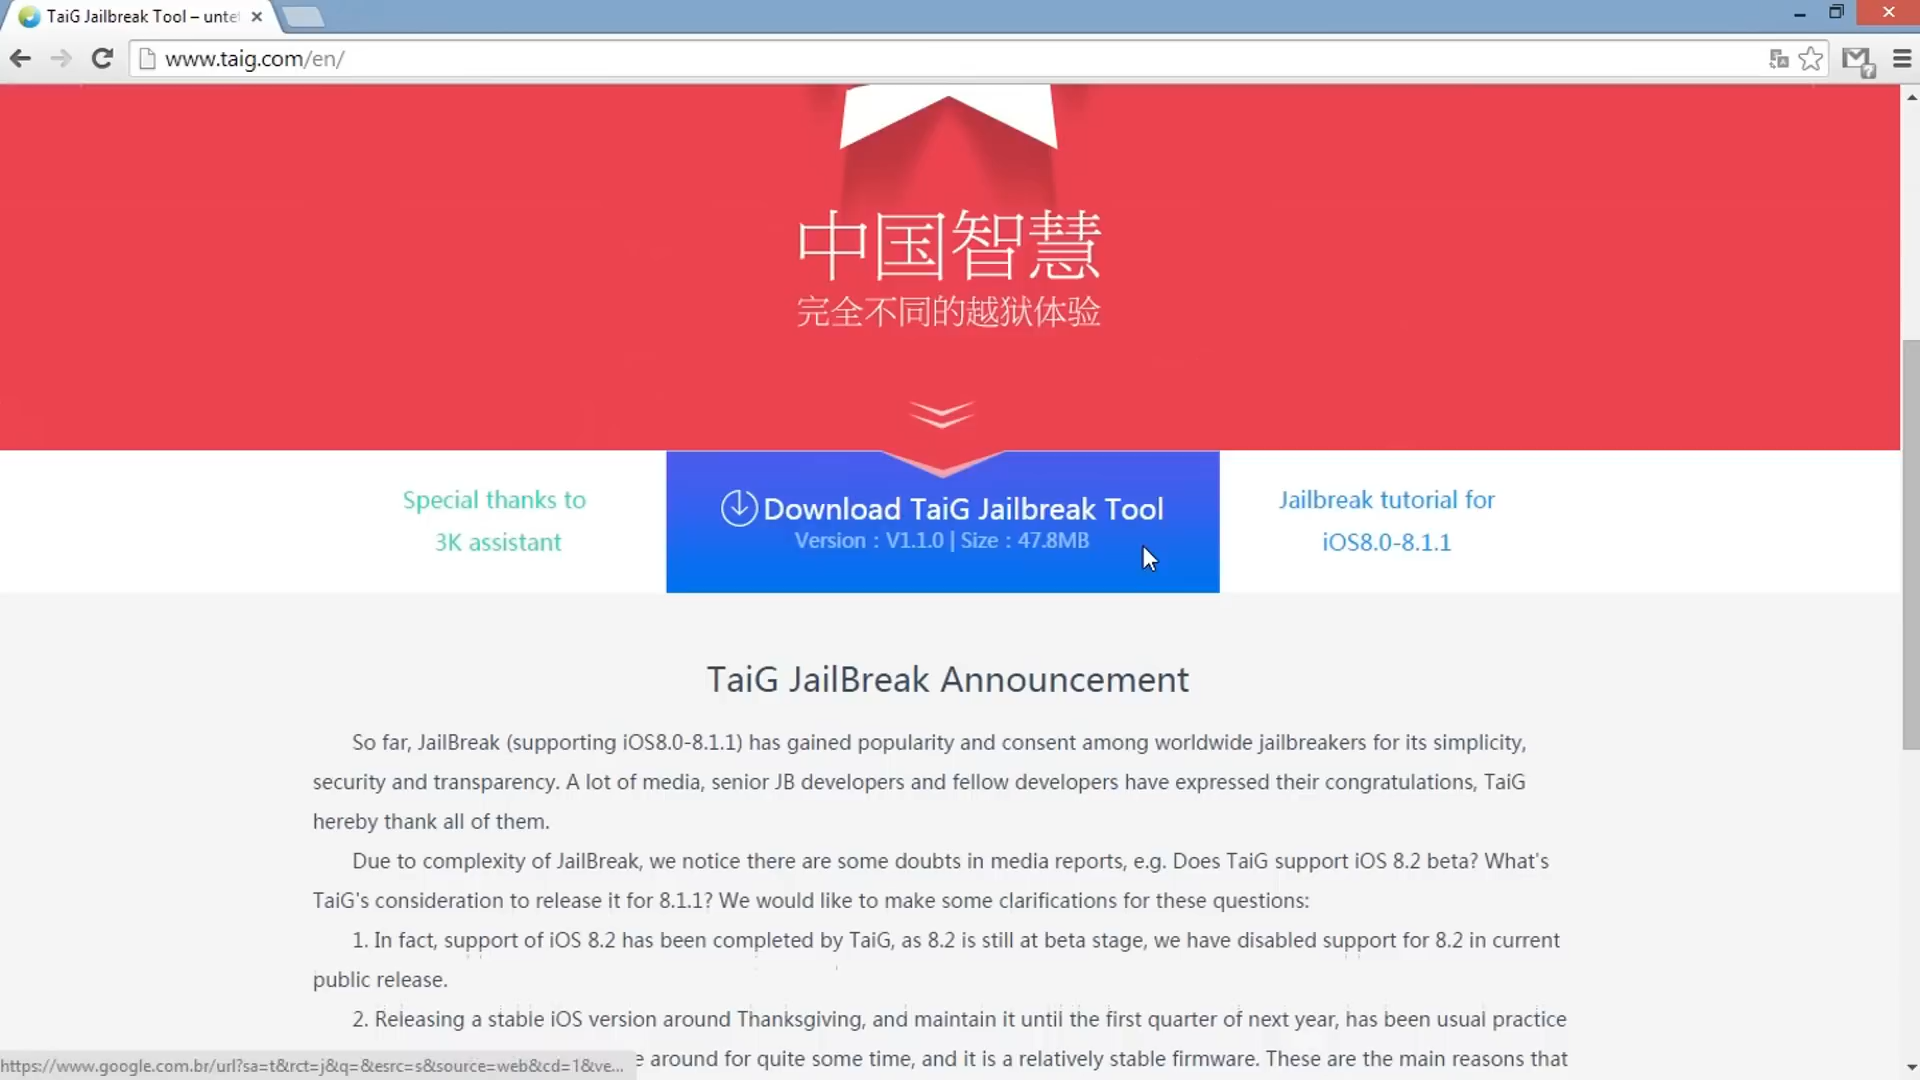 TaiG Jailbreak Tool – unte
www.taig.com/en/
中国智慧
完全不同的越狱体验
Special thanks to
3K assistant
Download TaiG Jailbreak Tool
Version : V1.1.0 | Size : 47.8MB
Jailbreak tutorial for
iOS8.0-8.1.1
TaiG JailBreak Announcement
So far, JailBreak (supporting iOS8.0-8.1.1) has gained popularity and consent among worldwide jailbreakers for its simplicity,
security and transparency. A lot of media, senior JB developers and fellow developers have expressed their congratulations, TaiG
hereby thank all of them.
Due to complexity of JailBreak, we notice there are some doubts in media reports, e.g. Does TaiG support iOS 8.2 beta? What's
TaiG's consideration to release it for 8.1.1? We would like to make some clarifications for these questions:
1. In fact, support of iOS 8.2 has been completed by TaiG, as 8.2 is still at beta stage, we have disabled support for 8.2 in current
public release.
2. Releasing a stable iOS version around Thanksgiving, and maintain it until the first quarter of next year, has been usual practice
e around for quite some time, and it is a relatively stable firmware. These are the main reasons that
https://www.google.com.br/url?sa=t&rct=j&q=&esrc=s&source=web&cd=1&ve...